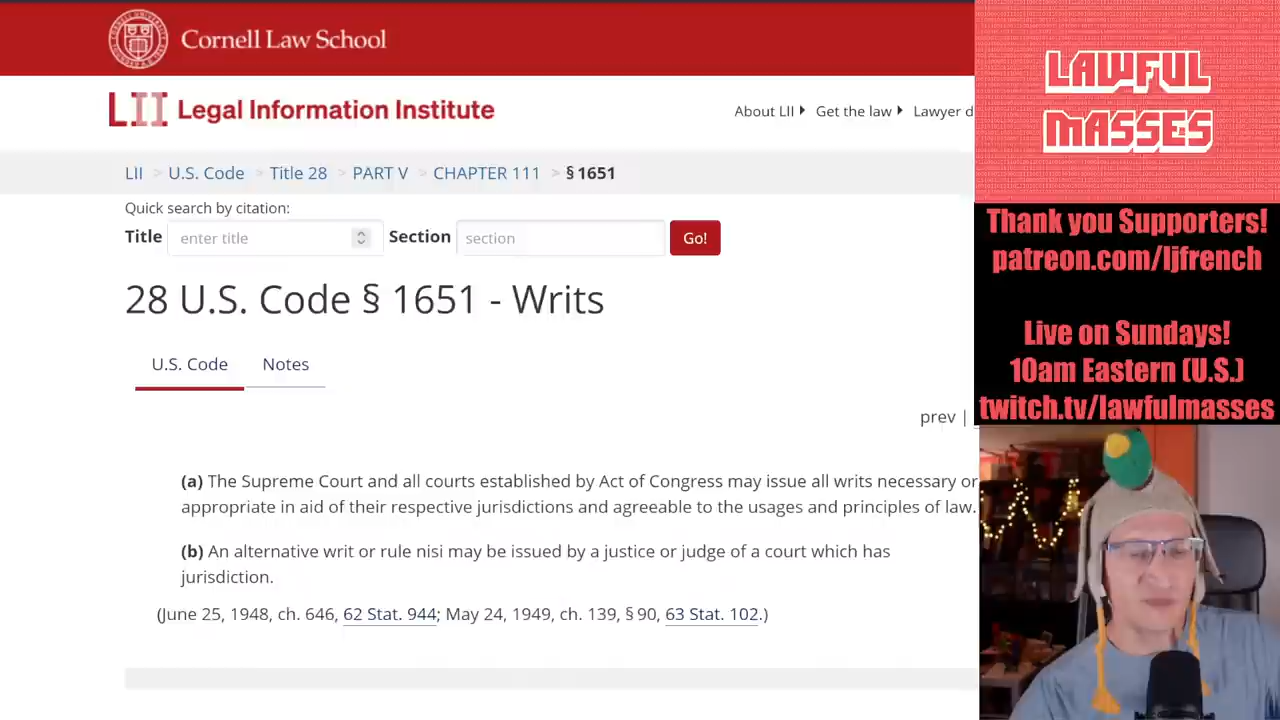 Cornell Law School
LII Legal Information Institute
About LII Get the law Lawyer d
LII > U.S. Code > Title 28 > PART V > CHAPTER 111 > § 1651
Quick search by citation:
Title enter title Section section Go!
28 U.S. Code § 1651 - Writs
U.S. Code Notes
prev |
(a) The Supreme Court and all courts established by Act of Congress may issue all writs necessary or
appropriate in aid of their respective jurisdictions and agreeable to the usages and principles of law.
(b) An alternative writ or rule nisi may be issued by a justice or judge of a court which has
jurisdiction.
(June 25, 1948, ch. 646, 62 Stat. 944; May 24, 1949, ch. 139, § 90, 63 Stat. 102.)
LAWFUL
MASSES
Thank you Supporters!
patreon.com/ljfrench
Live on Sundays!
10am Eastern (U.S.)
twitch.tv/lawfulmasses